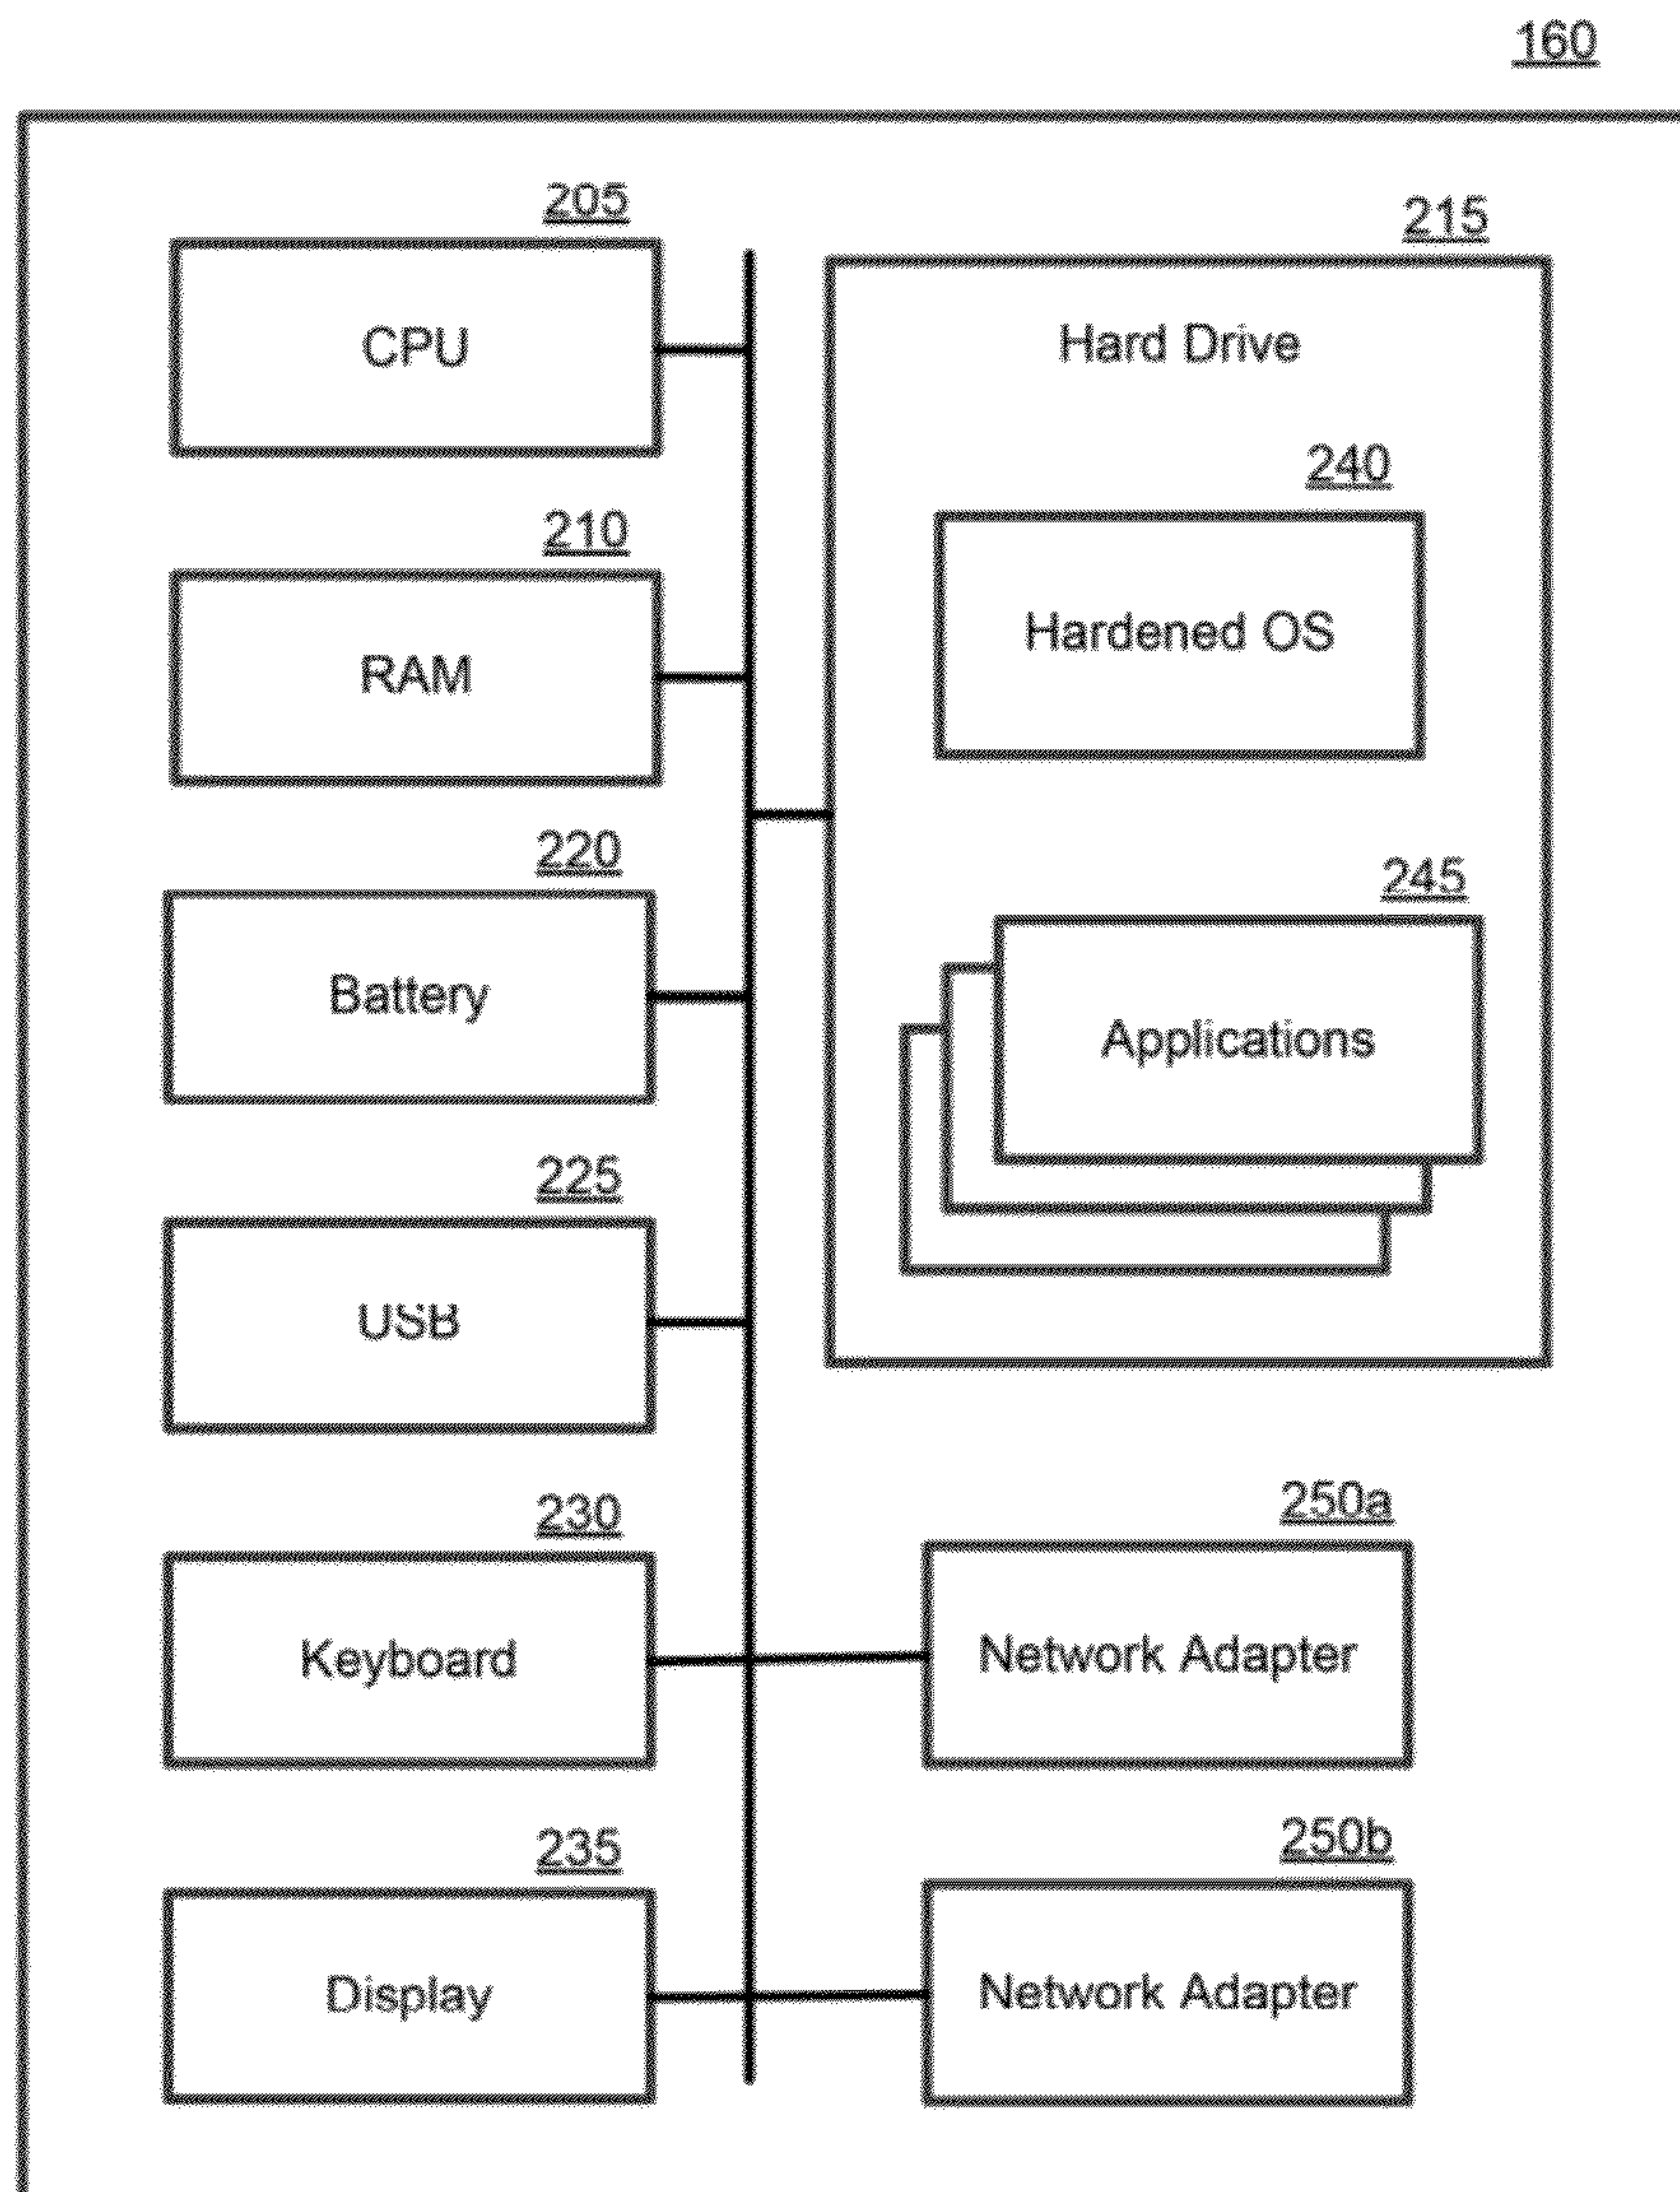 160
205
CPU
210
RAM
220
Battery
225
USB
230
Keyboard
235
Display
215
Hard Drive
240
Hardened OS
245
Applications
250a
Network Adapter
250b
Network Adapter